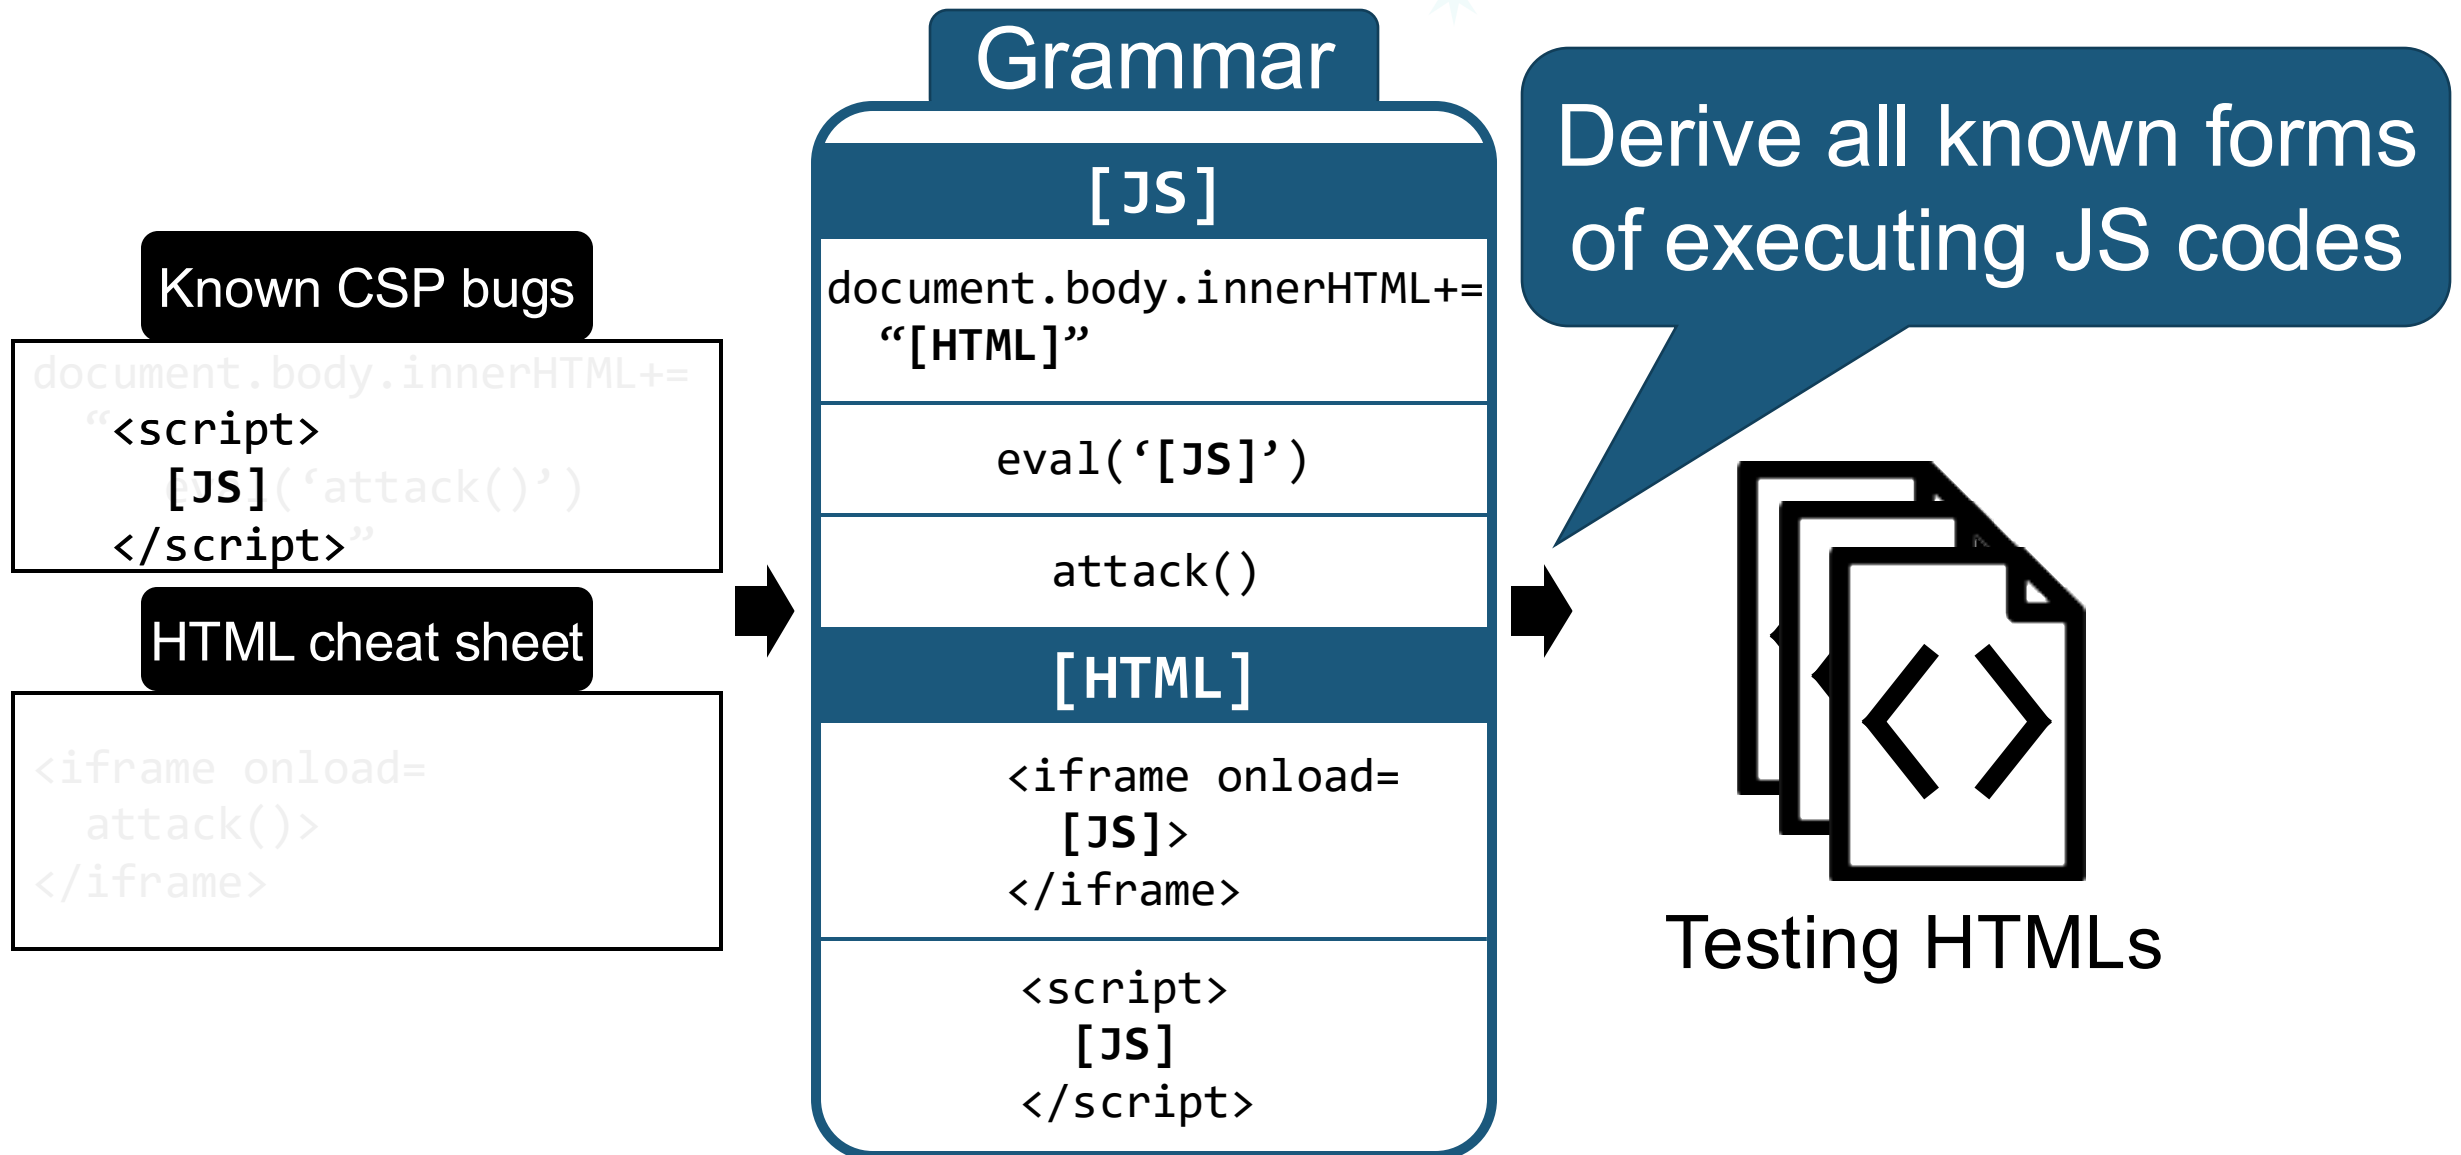 Known CSP bugs
document.body.innerHTML+=
“<script>
[JS]('attack()’)
</script>”
HTML cheat sheet
<iframe onload=
attack()>
</iframe>
Grammar
[JS]
document.body.innerHTML+=
“[HTML]”
eval(‘[JS]’)
attack()
[HTML]
<iframe onload=
[JS]>
</iframe>
<script>
[JS]
</script>
Derive all known forms
of executing JS codes
Testing HTMLs